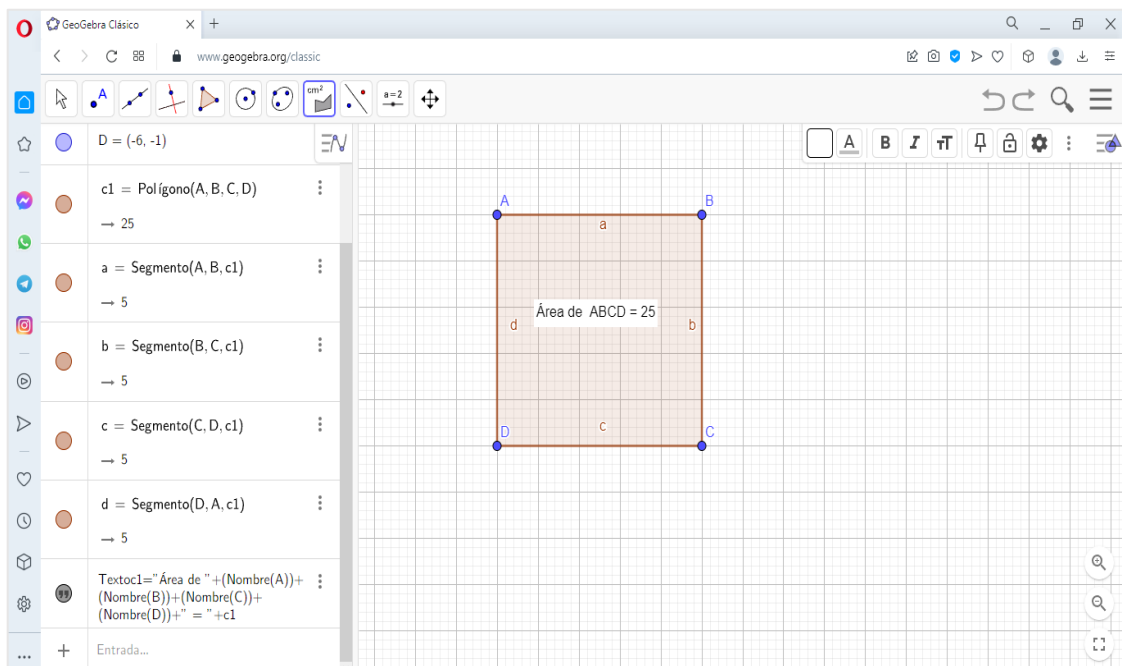 GeoGebra Clásico
www.geogebra.org/classic
A
cm²
a=2
D = (-6, -1)
A
B
I
TT
c1 = Polígono(A, B, C, D)
→ 25
a = Segmento(A, B, c1)
→ 5
b = Segmento(B, C, c1)
→ 5
c = Segmento(C, D, c1)
→ 5
d = Segmento(D, A, c1)
→ 5
Textoc1="Área de "+(Nombre(A))+
(Nombre(B))+(Nombre(C))+
(Nombre(D))+" = "+c1
Entrada...
A
B
a
Área de ABCD = 25
d
b
D
c
C